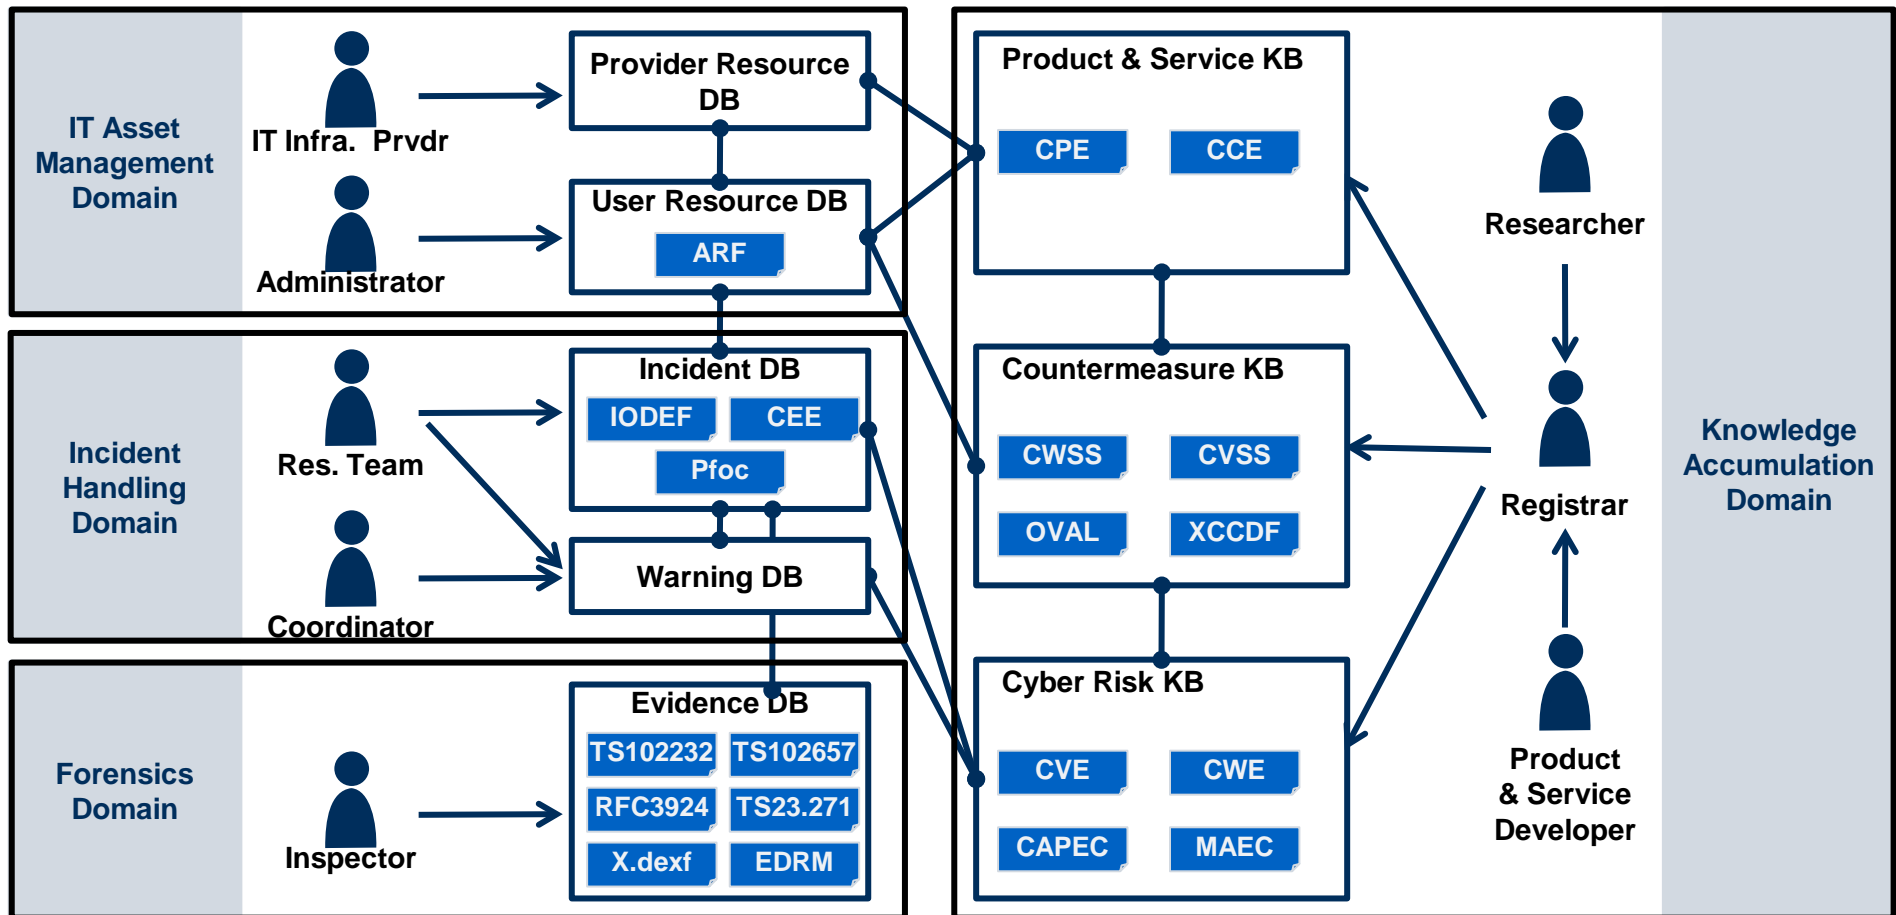 IT Asset
Management
Domain
IT Infra.  Prvdr
Administrator
Provider Resource
DB
User Resource DB
ARF
Incident
Handling
Domain
Res. Team
Coordinator
Incident DB
IODEF
CEE
Pfoc
Warning DB
Forensics
Domain
Inspector
Evidence DB
TS102232
TS102657
RFC3924
TS23.271
X.dexf
EDRM
Product & Service KB
CPE
CCE
Countermeasure KB
CWSS
CVSS
OVAL
XCCDF
Cyber Risk KB
CVE
CWE
CAPEC
MAEC
Researcher
Registrar
Product
& Service
Developer
Knowledge
Accumulation
Domain